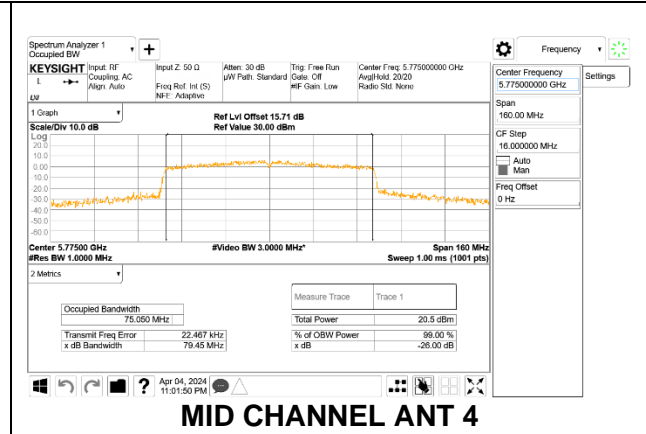 Spectrum Analyzer 1
Occupied BW
Frequency
KEYSIGHT
L
Input: RF
Coupling: AC
Align: Auto
Input Z: 50 Ω
Freq Ref: Int (S)
NFE: Adaptive
Atten: 30 dB
µW Path: Standard
Trig: Free Run
Gate: Off
#IF Gain: Low
Center Freq: 5.775000000 GHz
Avg|Hold: 20/20
Radio Std: None
Center Frequency
5.775000000 GHz
Settings
Span
160.00 MHz
CF Step
16.000000 MHz
Auto
Man
Freq Offset
0 Hz
1 Graph
Scale/Div 10.0 dB
Ref Lvl Offset 15.71 dB
Ref Value 30.00 dBm
Log
20.0
10.0
0.00
-10.0
-20.0
-30.0
-40.0
-50.0
-60.0
Center 5.77500 GHz
#Video BW 3.0000 MHz*
Span 160 MHz
#Res BW 1.0000 MHz
Sweep 1.00 ms (1001 pts)
2 Metrics
Measure Trace
Trace 1
Occupied Bandwidth
75.050 MHz
Total Power
20.5 dBm
Transmit Freq Error
22.467 kHz
% of OBW Power
99.00 %
x dB Bandwidth
79.45 MHz
x dB
-26.00 dB
?
Apr 04, 2024
11:01:50 PM
MID CHANNEL ANT 4